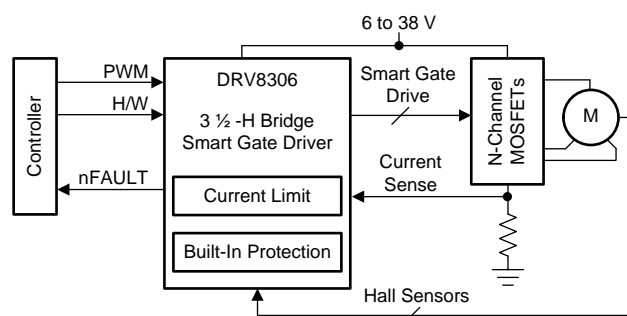 6 to 38 V
Controller
PWM
H/W
nFAULT
DRV8306
3 ½ -H Bridge
Smart Gate Driver
Current Limit
Built-In Protection
Smart Gate
Drive
Current
Sense
N-Channel
MOSFETs
M
Hall Sensors